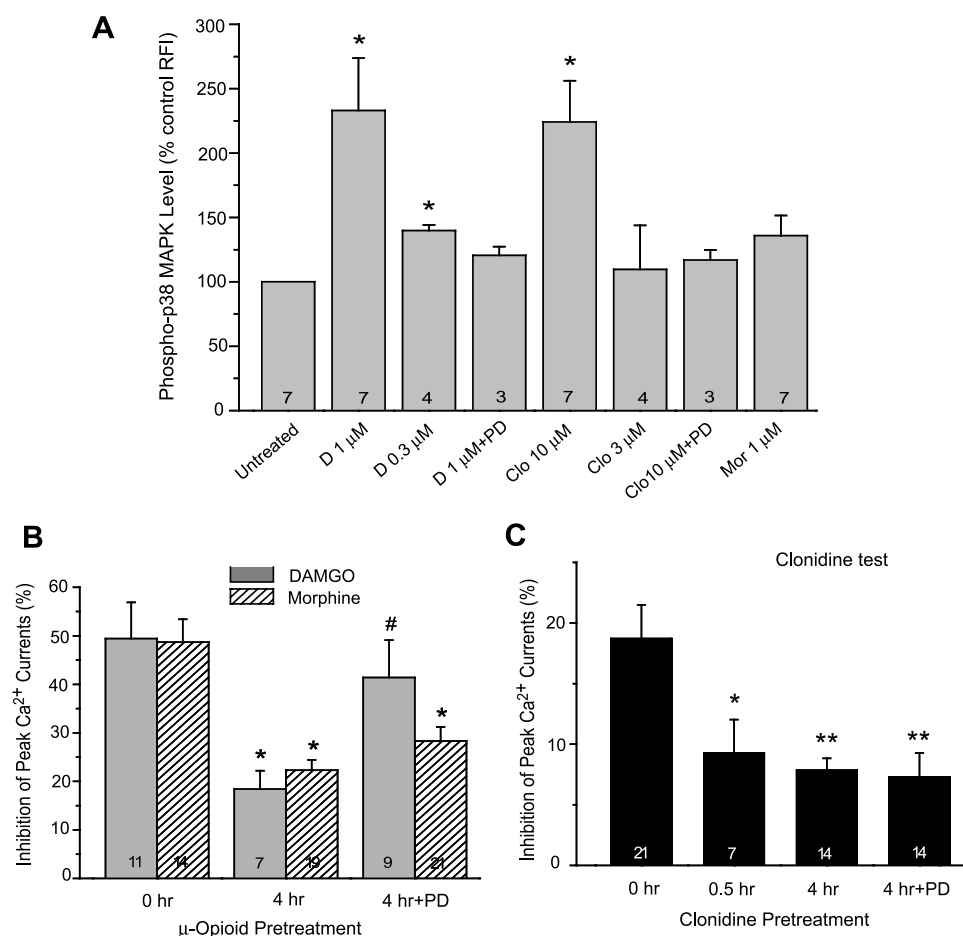 A
Phospho-p38 MAPK Level (% control RFI)
300
250
200
150
100
50
0
*
*
*
7
7
4
3
7
4
3
7
Untreated
D 1 μM
D 0.3 μM
D 1 μM+PD
Clo 10 μM
Clo 3 μM
Clo10 μM+PD
Mor 1 μM
B
DAMGO
Morphine
Inhibition of Peak Ca²⁺ Currents (%)
60
50
40
30
20
10
0
*
*
#
*
11
14
7
19
9
21
0 hr
4 hr
4 hr+PD
μ-Opioid Pretreatment
C
Clonidine test
Inhibition of Peak Ca²⁺ Currents (%)
20
10
0
*
**
**
21
7
14
14
0 hr
0.5 hr
4 hr
4 hr+PD
Clonidine Pretreatment